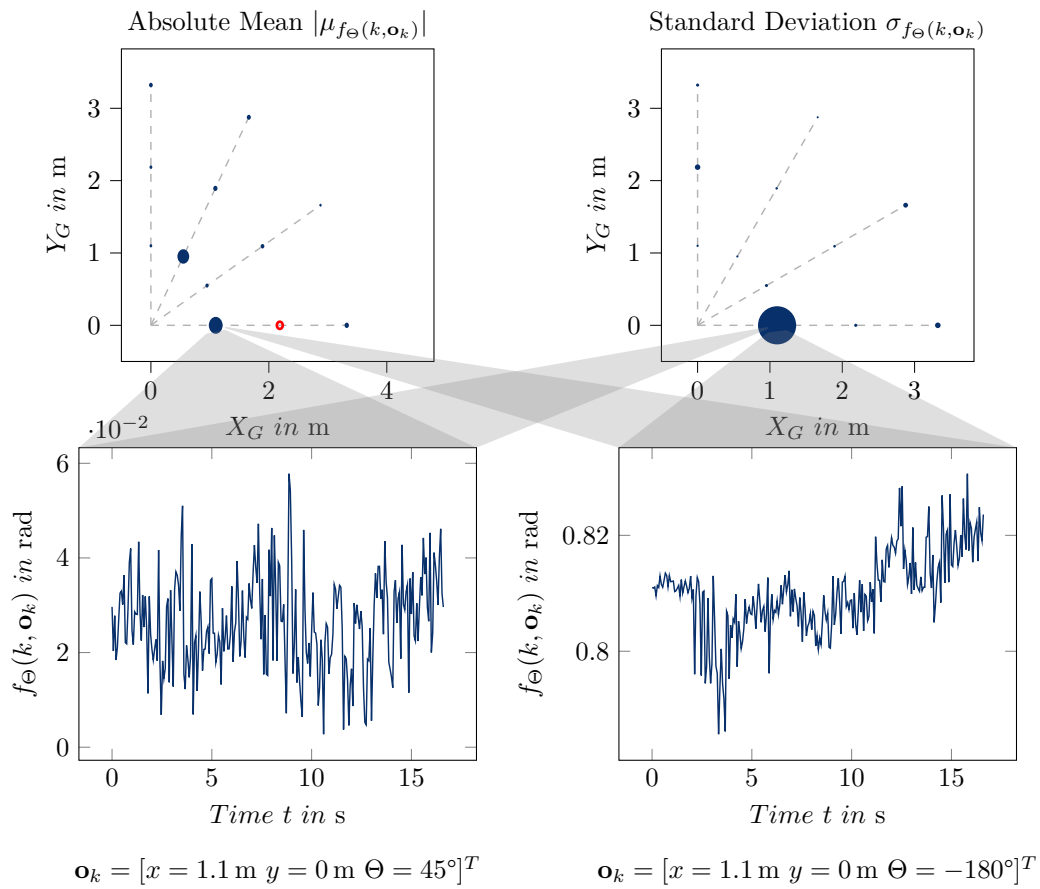 Absolute Mean |μ_{f_Θ(k,𝐨_k)}|
Standard Deviation σ_{f_Θ(k,𝐨_k)}
3
2
1
0
Y_G in m
0
2
4
X_G in m
3
2
1
0
Y_G in m
0
1
2
3
X_G in m
·10⁻²
6
4
2
0
f_Θ(k, 𝐨_k) in rad
0
5
10
15
Time t in s
0.82
0.8
f_Θ(k, 𝐨_k) in rad
0
5
10
15
Time t in s
𝐨_k = [x = 1.1 m y = 0 m Θ = 45°]^T
𝐨_k = [x = 1.1 m y = 0 m Θ = −180°]^T